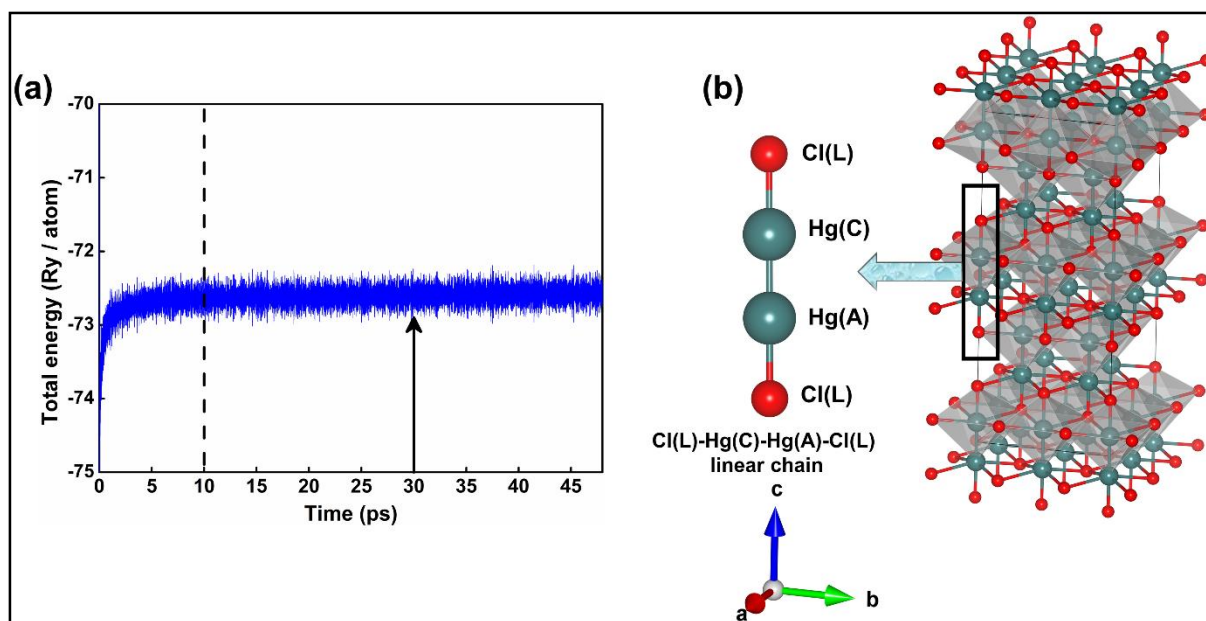 (a)
Total energy (Ry / atom)
-70
-71
-72
-73
-74
-75
0 5 10 15 20 25 30 35 40 45
Time (ps)
(b)
Cl(L)
Hg(C)
Hg(A)
Cl(L)
Cl(L)-Hg(C)-Hg(A)-Cl(L)
linear chain
c
b
a